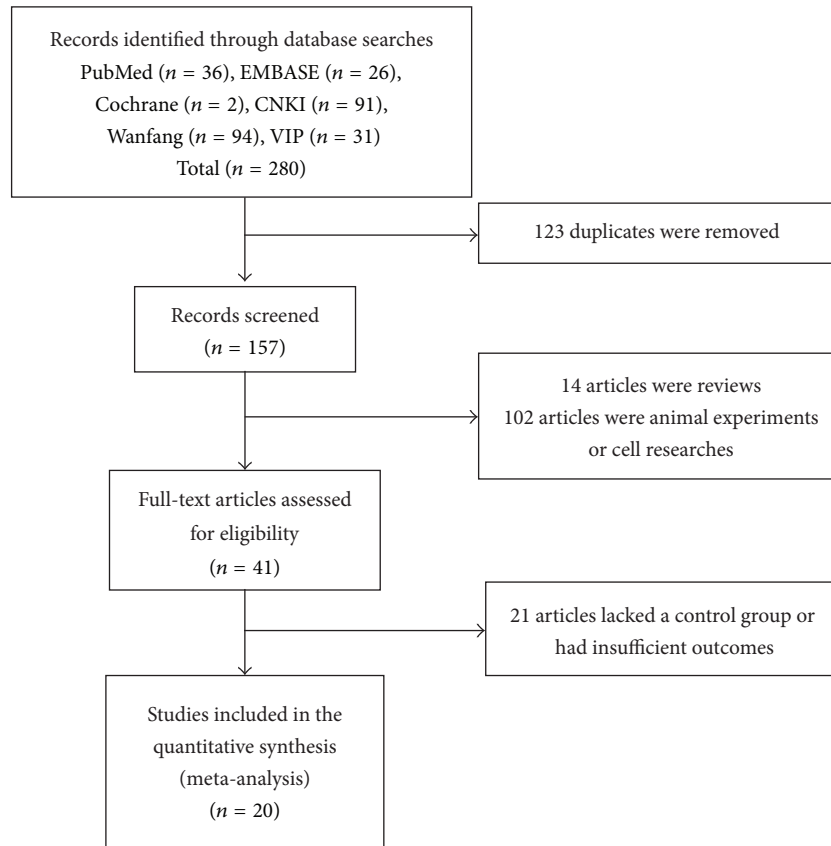 Records identified through database searches
PubMed (n = 36), EMBASE (n = 26),
Cochrane (n = 2), CNKI (n = 91),
Wanfang (n = 94), VIP (n = 31)
Total (n = 280)
123 duplicates were removed
Records screened
(n = 157)
14 articles were reviews
102 articles were animal experiments
or cell researches
Full-text articles assessed
for eligibility
(n = 41)
21 articles lacked a control group or
had insufficient outcomes
Studies included in the
quantitative synthesis
(meta-analysis)
(n = 20)